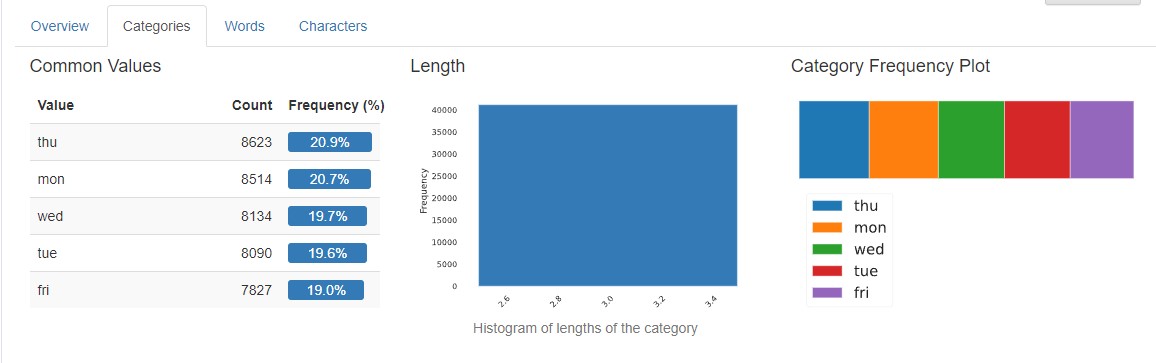 Overview Categories Words Characters
Common Values
Value Count Frequency (%)
thu 8623 20.9%
mon 8514 20.7%
wed 8134 19.7%
tue 8090 19.6%
fri 7827 19.0%
Length
Frequency
40000
35000
30000
25000
20000
15000
10000
5000
0
2.6 2.8 3.0 3.2 3.4
Histogram of lengths of the category
Category Frequency Plot
thu
mon
wed
tue
fri